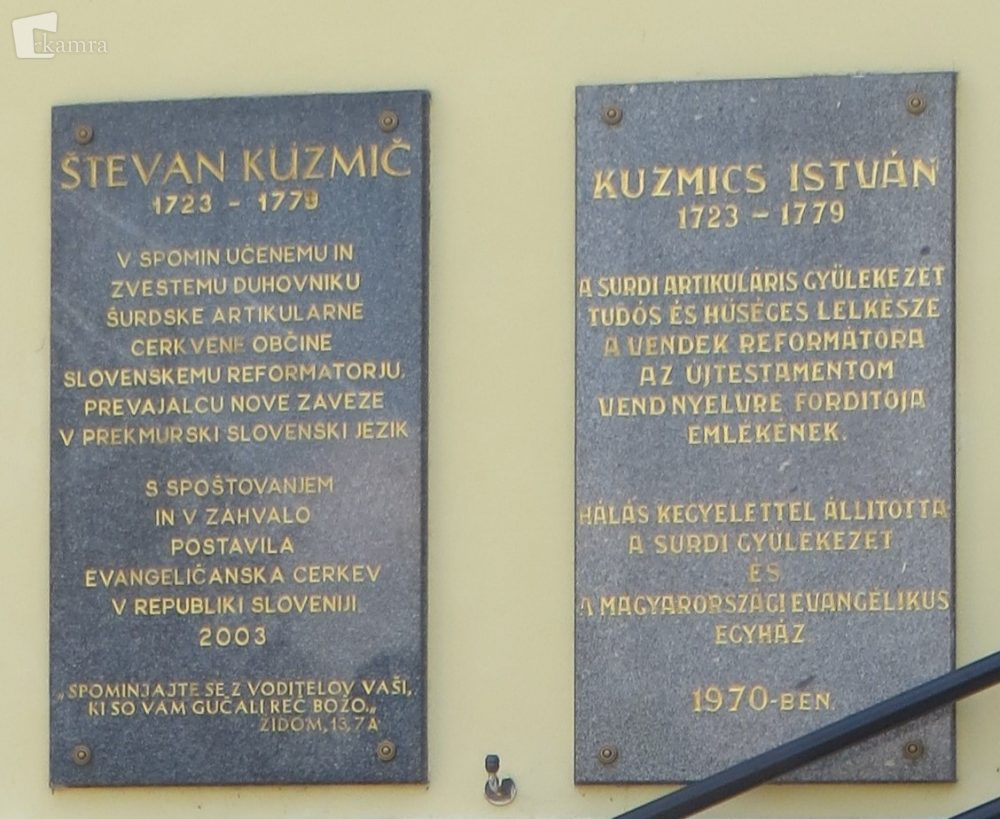 kamra
ŠTEVAN KUZMIČ
1723 - 1779
V SPOMIN UČENEMU IN
ZVESTEMU DUHOVNIKU
ŠURDSKE ARTIKULARNE
CERKVENE OBČINE
SLOVENSKEMU REFORMATORJU,
PREVAJALCU NOVE ZAVEZE
V PREKMURSKI SLOVENSKI JEZIK
S SPOŠTOVANJEM
IN V ZAHVALO
POSTAVILA
EVANGELIČANSKA CERKEV
V REPUBLIKI SLOVENIJI
2003
„SPOMINJAJTE SE Z VODITELOV VAŠI,
KI SO VAM GUČALI REČ BOŽO.„
ŽIDOM, 13,7A
KUZMICS ISTVÁN
1723 - 1779
A SURDI ARTIKULÁRIS GYÜLEKEZET
TUDÓS ÉS HŰSÉGES LELKÉSZE
A VENDEK REFORMÁTORA
AZ ÚJTESTAMENTOM
VEND NYELVRE FORDITÓJA
EMLÉKÉNEK.
HÁLÁS KEGYELETTEL ÁLLITOTTA
A SURDI GYÜLEKEZET
ÉS
A MAGYARORSZÁGI EVANGÉLIKUS
EGYHÁZ
1970-BEN.